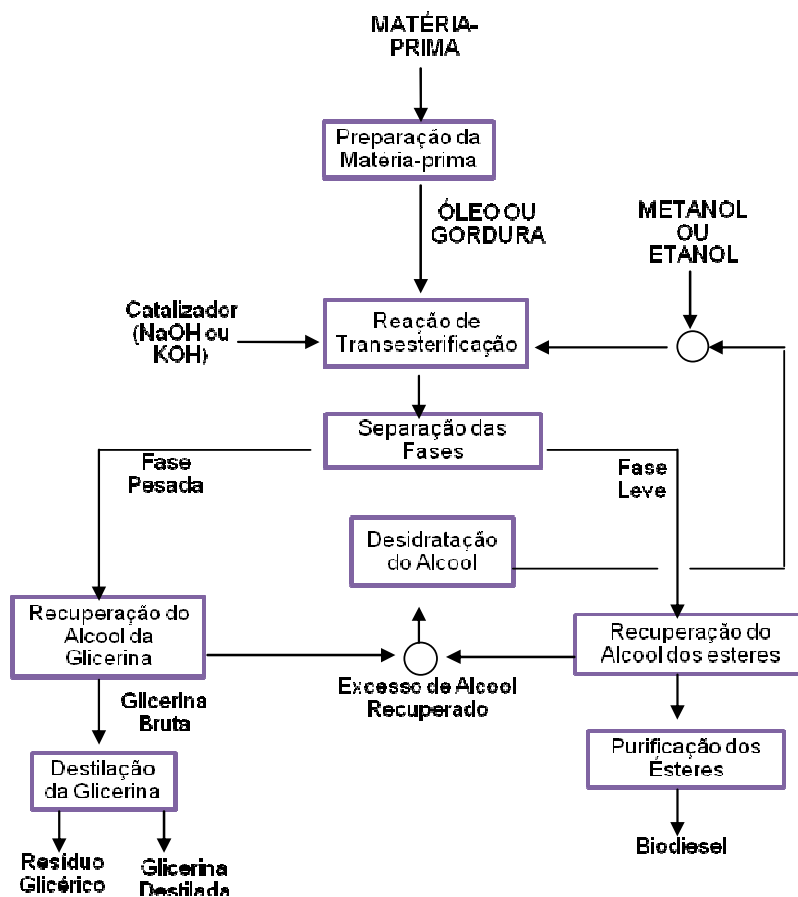 MATÉRIA-
PRIMA
Preparação da
Matéria-prima
ÓLEO OU
GORDURA
METANOL
OU
ETANOL
Catalizador
(NaOH ou
KOH)
Reação de
Transesterificação
Separação das
Fases
Fase
Pesada
Fase
Leve
Desidratação
do Alcool
Recuperação do
Alcool da
Glicerina
Recuperação do
Alcool dos esteres
Excesso de Alcool
Recuperado
Glicerina
Bruta
Purificação dos
Ésteres
Destilação
da Glicerina
Biodiesel
Resíduo
Glicérico
Glicerina
Destilada